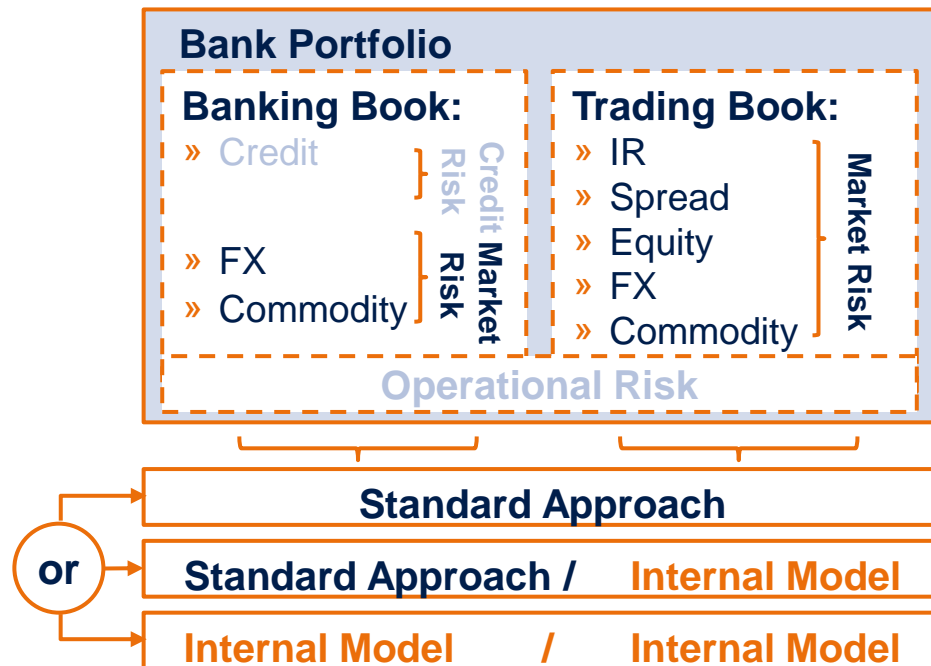 Bank Portfolio
Banking Book:
» Credit
» FX
» Commodity
Credit
Risk
Market
Risk
Trading Book:
» IR
» Spread
» Equity
» FX
» Commodity
Market Risk
Operational Risk
or
Standard Approach
Standard Approach / Internal Model
Internal Model / Internal Model